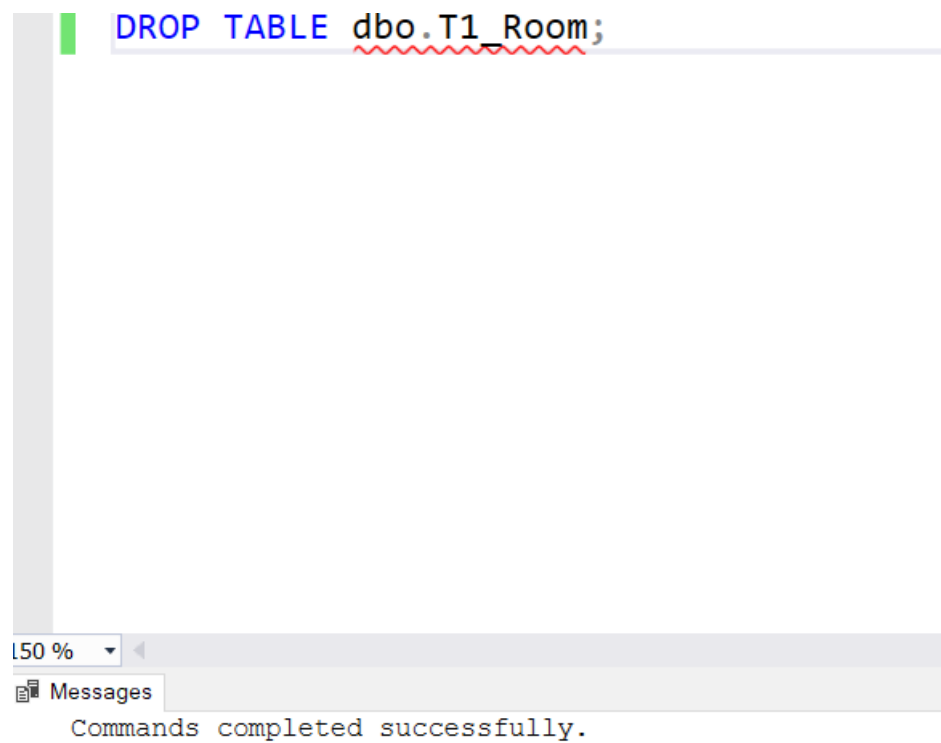 DROP TABLE dbo.T1_Room;
150 %
Messages
Commands completed successfully.